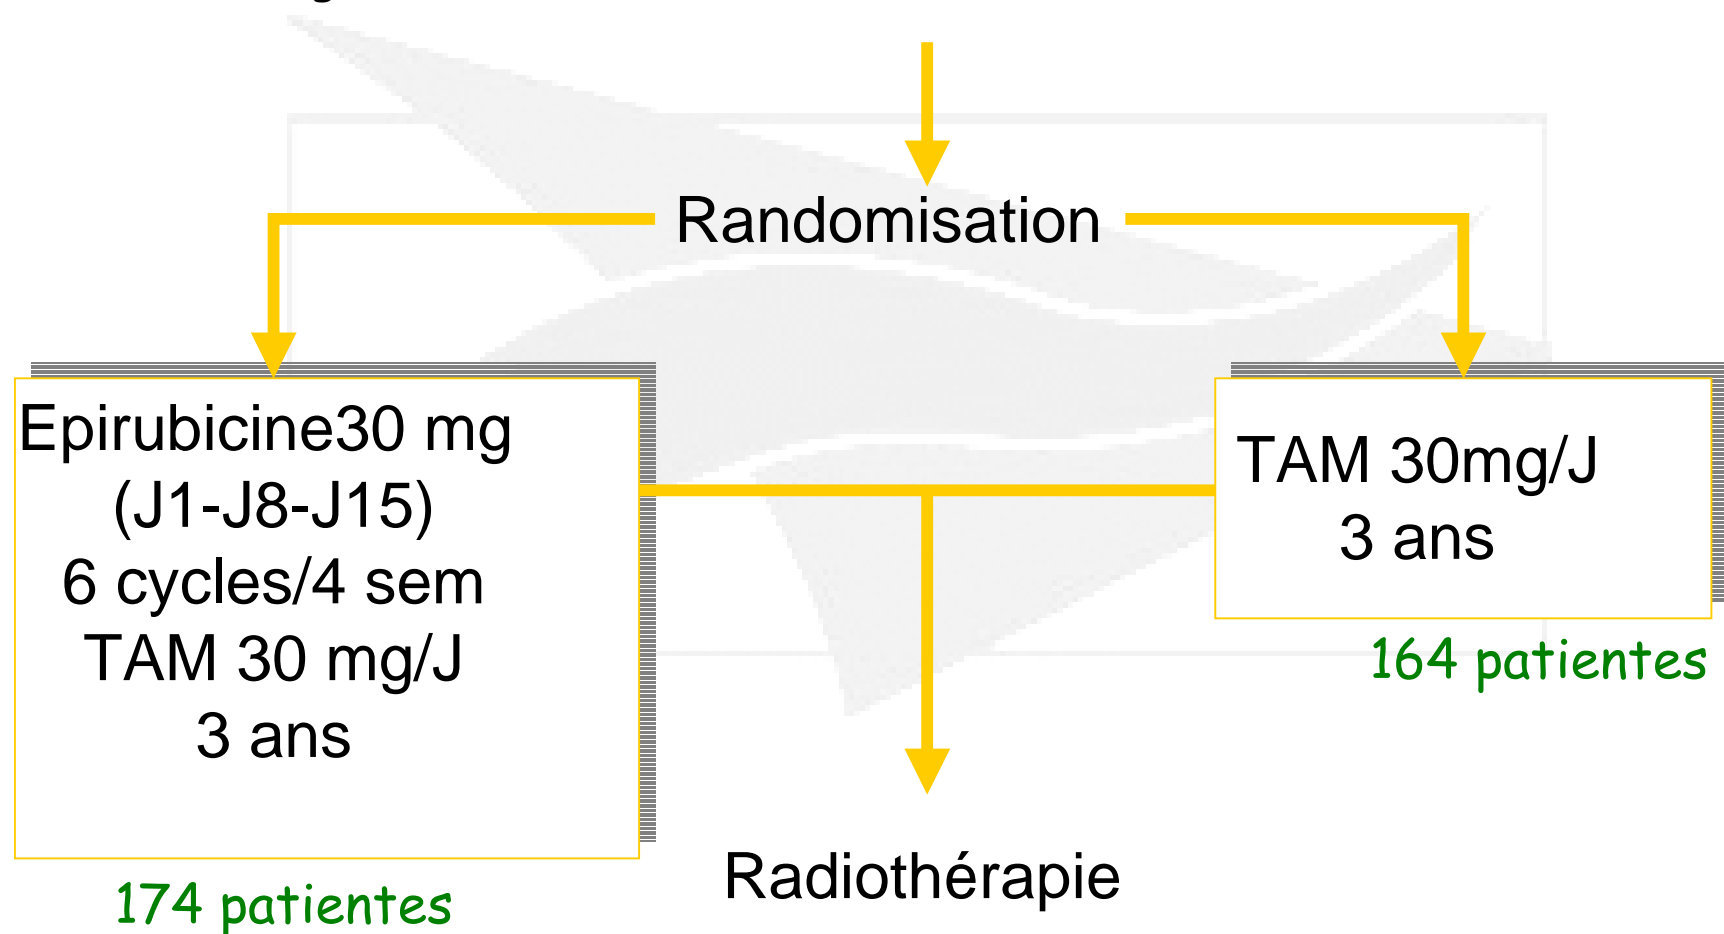 Randomisation
Epirubicine30 mg
(J1-J8-J15)
6 cycles/4 sem
TAM 30 mg/J
3 ans
174 patientes
TAM 30mg/J
3 ans
164 patientes
Radiothérapie